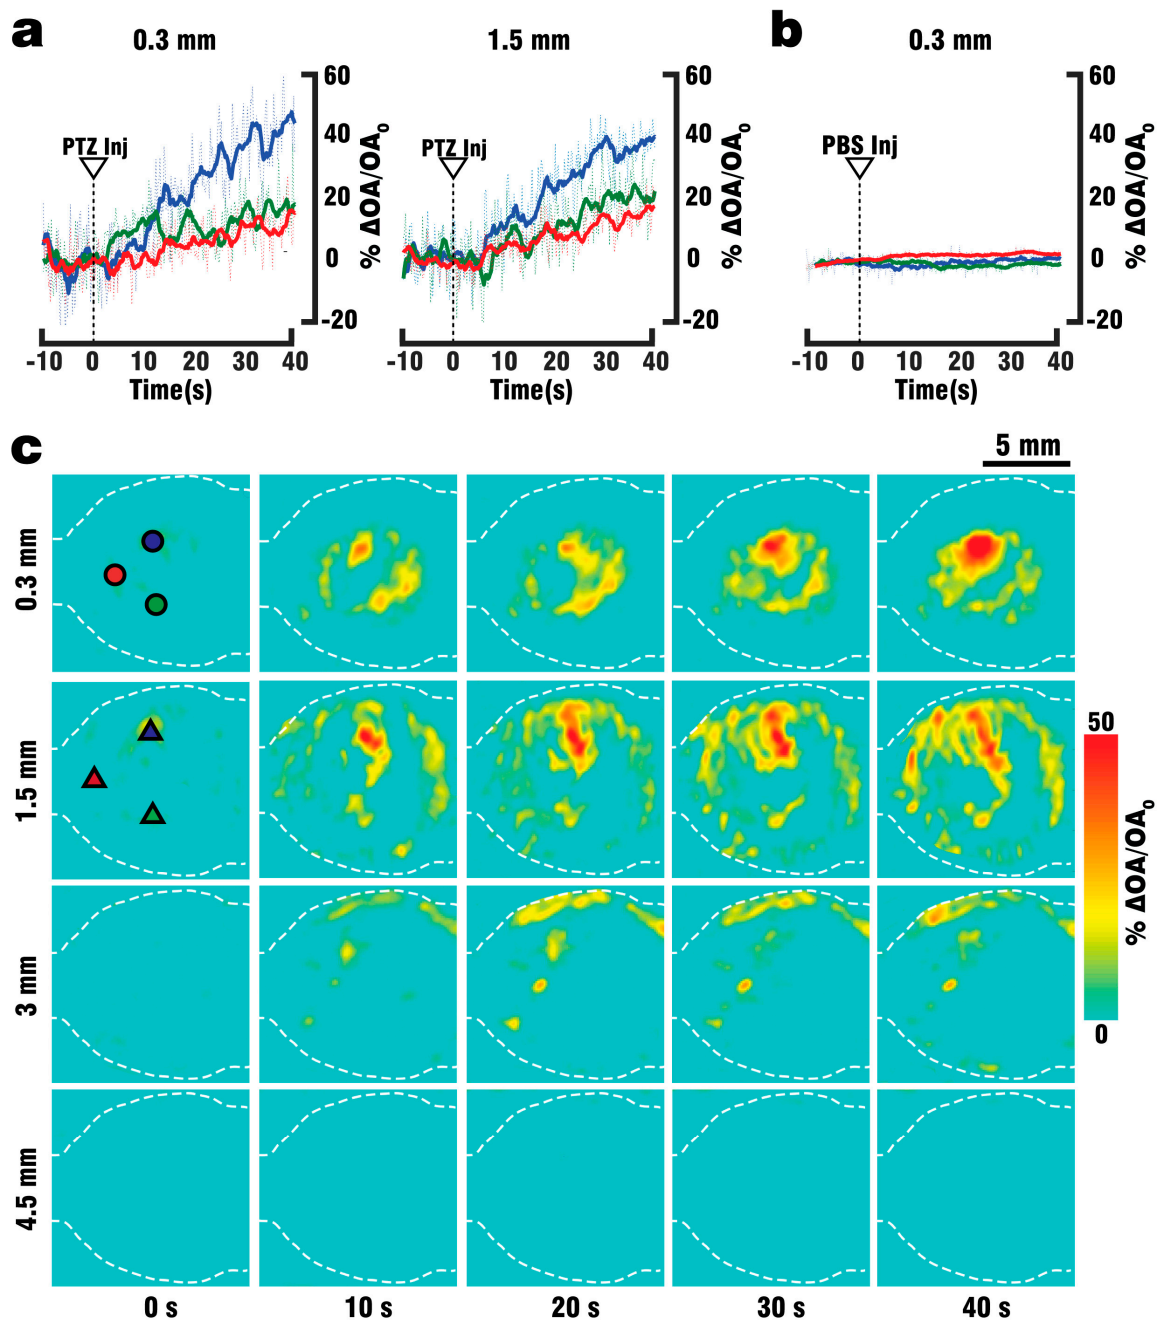 a
0.3 mm
1.5 mm
b
0.3 mm
PTZ Inj
60
40
20
0
-20
% ΔOA/OA0
-10 0 10 20 30 40
Time(s)
PTZ Inj
60
40
20
0
-20
% ΔOA/OA0
-10 0 10 20 30 40
Time(s)
PBS Inj
60
40
20
0
-20
% ΔOA/OA0
-10 0 10 20 30 40
Time(s)
c
5 mm
0.3 mm
1.5 mm
3 mm
4.5 mm
50
0
% ΔOA/OA0
0 s
10 s
20 s
30 s
40 s